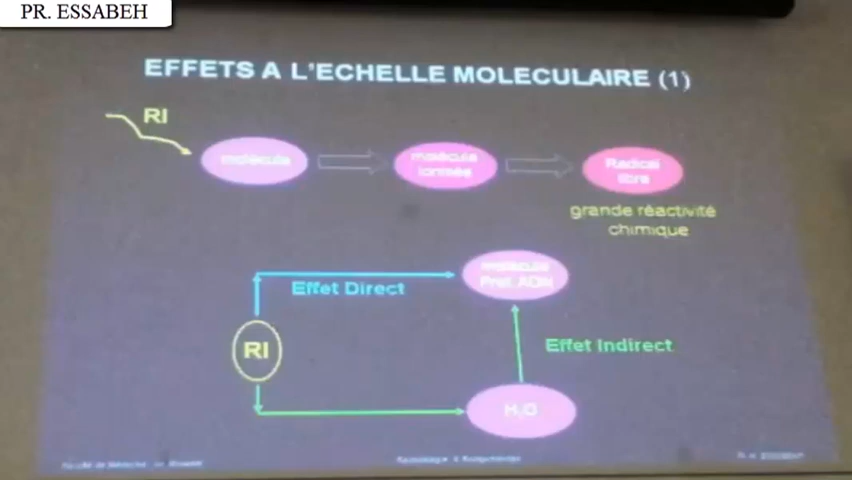 PR. ESSABEH
EFFETS A L'ECHELLE MOLECULAIRE (1)
RI
molécule
molécule
ionisée
Radical
libre
grande réactivité
chimique
molécule
Prot. ADN
Effet Direct
RI
Effet Indirect
H2O